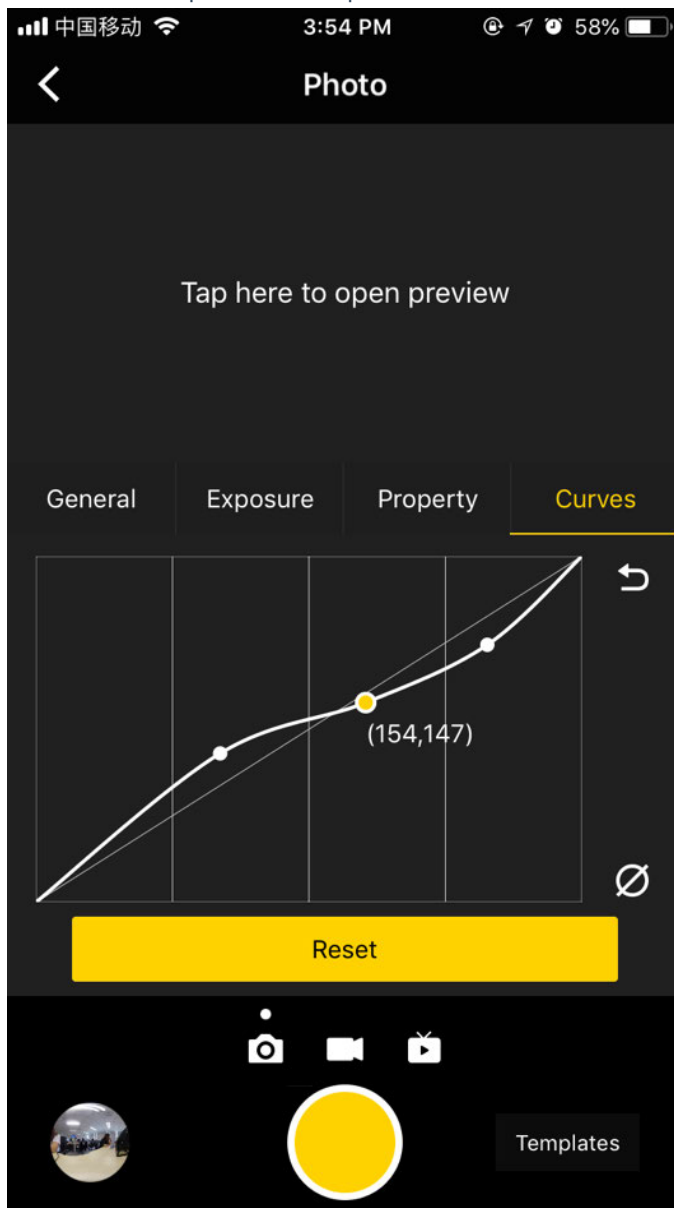 中国移动 3:54 PM 58%
Photo
Tap here to open preview
General Exposure Property Curves
(154,147)
Reset
Templates